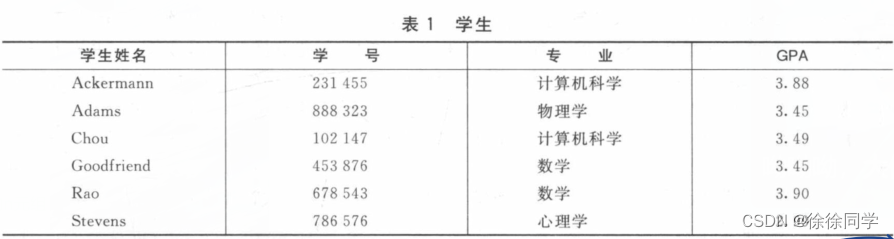 表 1 学生
学生姓名 学 号 专 业 GPA
Ackermann 231 455 计算机科学 3.88
Adams 888 323 物理学 3.45
Chou 102 147 计算机科学 3.49
Goodfriend 453 876 数学 3.45
Rao 678 543 数学 3.90
Stevens 786 576 心理学
CSDN @徐徐同学